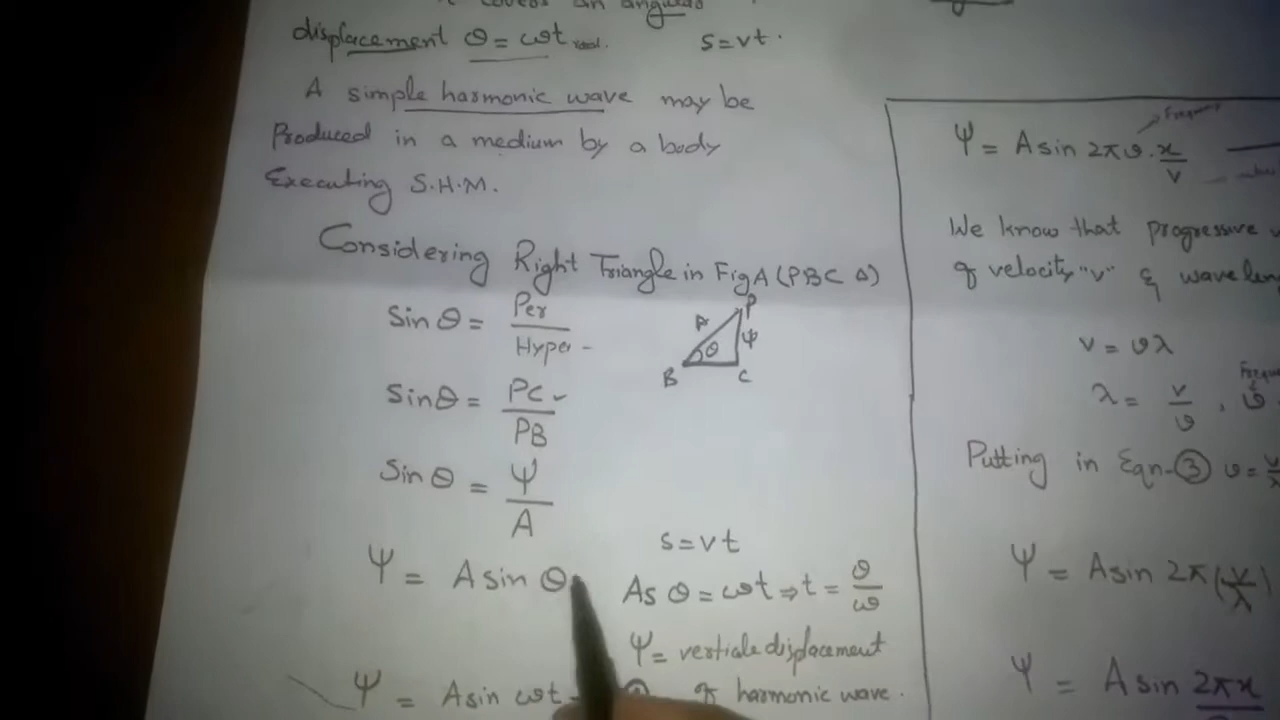 displacement θ = ωt rad. s = vt.
A simple harmonic wave may be
Produced in a medium by a body
Executing S.H.M.
Considering Right Triangle in Fig A (PBC Δ)
Sin θ = Per / Hype
Sin θ = PC / PB
Sin θ = Ψ / A
P
A
Ψ
θ
B
C
Ψ = A sin θ
s = vt
As θ = ωt ⇒ t = θ / ω
Ψ = verticle displacement
of harmonic wave.
Ψ = A sin ωt
Frequency
Ψ = A sin 2πυ. x / v
We know that progressive
of velocity "v" &
v = υλ
λ = v / υ , υ
Putting in Eqn-③ υ = v / λ
Ψ = A sin 2π (v / λ)
Ψ = A sin 2πx